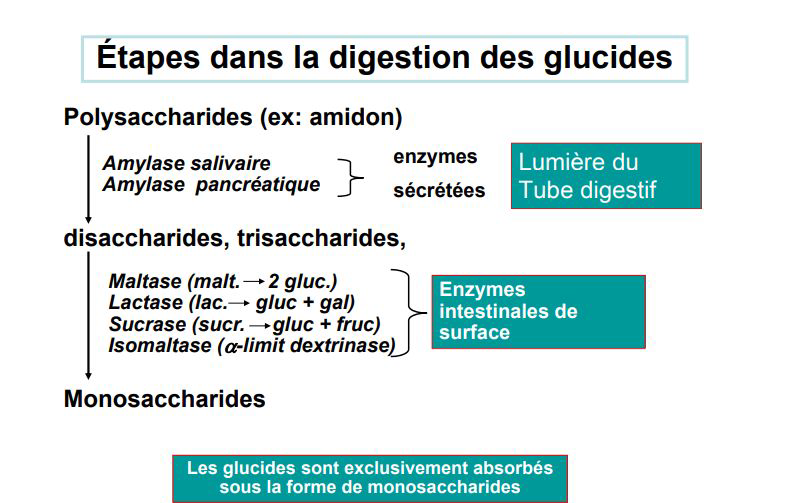 Étapes dans la digestion des glucides
Polysaccharides (ex: amidon)
Amylase salivaire
Amylase pancréatique
enzymes
sécrétées
Lumière du
Tube digestif
disaccharides, trisaccharides,
Maltase (malt. → 2 gluc.)
Lactase (lac. → gluc + gal)
Sucrase (sucr. → gluc + fruc)
Isomaltase (α-limit dextrinase)
Enzymes
intestinales de
surface
Monosaccharides
Les glucides sont exclusivement absorbés
sous la forme de monosaccharides